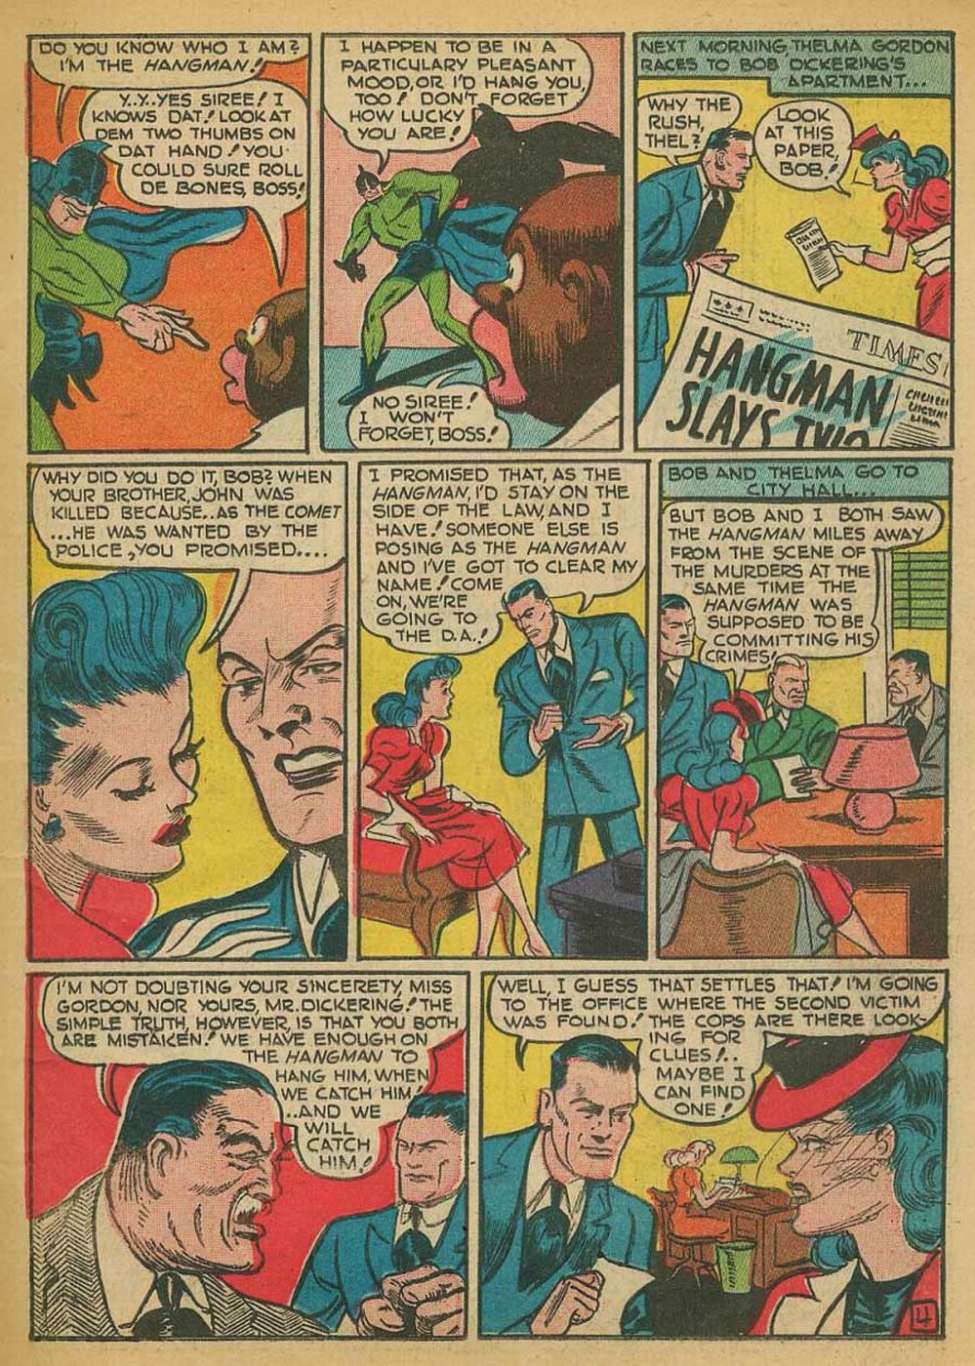 DO YOU KNOW WHO I AM?
I'M THE HANGMAN!
Y..Y..YES SIREE! I
KNOWS DAT! LOOK AT
DEM TWO THUMBS ON
DAT HAND! YOU
COULD SURE ROLL
DE BONES, BOSS!
I HAPPEN TO BE IN A
PARTICULARY PLEASANT
MOOD, OR I'D HANG YOU,
TOO! DON'T FORGET
HOW LUCKY
YOU ARE!
NO SIREE!
I WON'T
FORGET, BOSS!
NEXT MORNING, THELMA GORDON
RACES TO BOB DICKERING'S
APARTMENT...
WHY THE
RUSH,
THEL?
LOOK
AT THIS
PAPER,
BOB!
TIMES
HANGMAN
SLAYS TWO
WHY DID YOU DO IT, BOB? WHEN
YOUR BROTHER, JOHN WAS
KILLED BECAUSE..AS THE COMET
...HE WAS WANTED BY THE
POLICE, YOU PROMISED....
I PROMISED THAT, AS THE
HANGMAN, I'D STAY ON THE
SIDE OF THE LAW, AND I
HAVE! SOMEONE ELSE IS
POSING AS THE HANGMAN
AND I'VE GOT TO CLEAR MY
NAME! COME
ON, WE'RE
GOING TO
THE D.A.!
BOB AND THELMA GO TO
CITY HALL...
BUT BOB AND I BOTH SAW
THE HANGMAN MILES AWAY
FROM THE SCENE OF
THE MURDERS AT THE
SAME TIME THE
HANGMAN WAS
SUPPOSED TO BE
COMMITTING HIS
CRIMES!
I'M NOT DOUBTING YOUR SINCERETY, MISS
GORDON, NOR YOURS, MR. DICKERING! THE
SIMPLE TRUTH, HOWEVER, IS THAT YOU BOTH
ARE MISTAKEN! WE HAVE ENOUGH ON
THE HANGMAN TO
HANG HIM, WHEN
WE CATCH HIM!
..AND WE
WILL
CATCH
HIM!
WELL, I GUESS THAT SETTLES THAT! I'M GOING
TO THE OFFICE WHERE THE SECOND VICTIM
WAS FOUND! THE COPS ARE THERE LOOK-
ING FOR
CLUES!..
MAYBE I
CAN FIND
ONE!
4